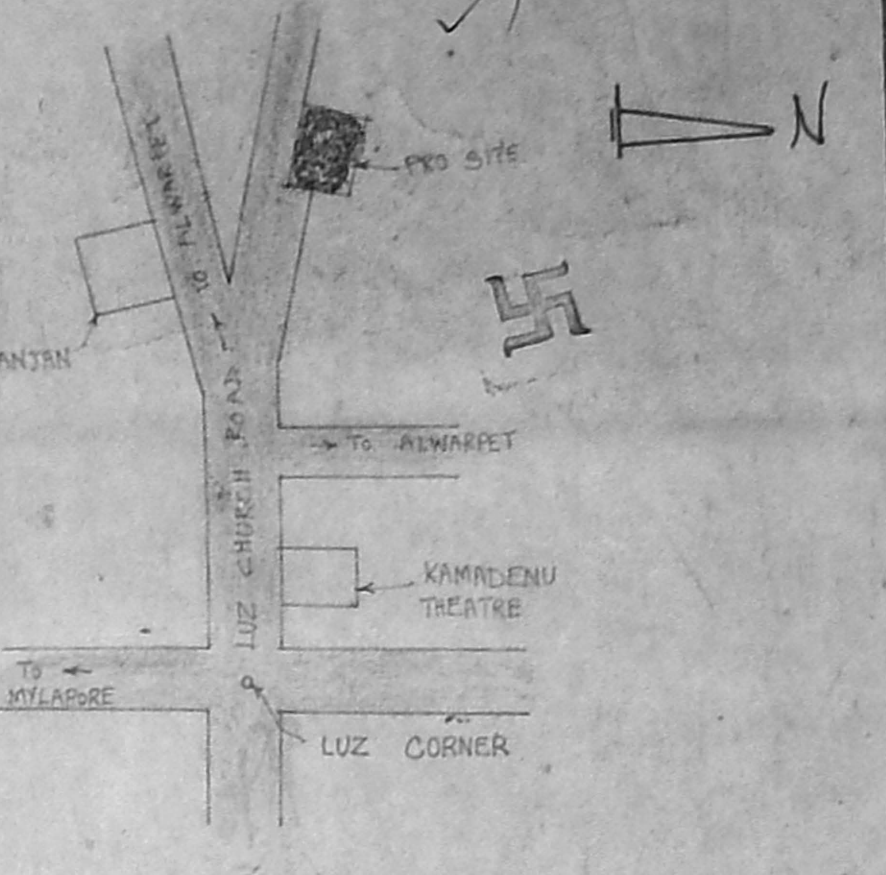 N
PRO SITE
TO ALWARPET
ANJAN
LUZ CHURCH ROAD
To ALWARPET
KAMADENU
THEATRE
To
MYLAPORE
LUZ CORNER